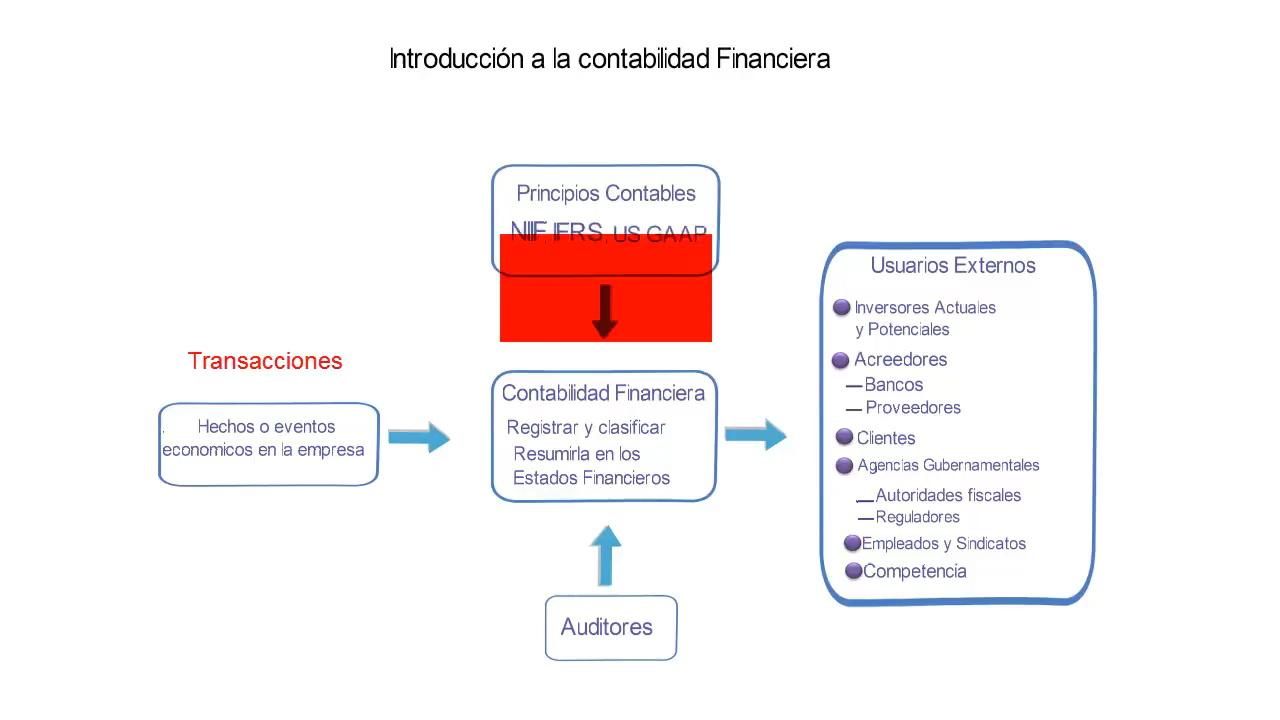 Introducción a la contabilidad Financiera
Principios Contables
NIIF, IFRS, US GAAP
Transacciones
Hechos o eventos
economicos en la empresa
Contabilidad Financiera
Registrar y clasificar
Resumirla en los
Estados Financieros
Auditores
Usuarios Externos
Inversores Actuales
y Potenciales
Acreedores
Bancos
Proveedores
Clientes
Agencias Gubernamentales
Autoridades fiscales
Reguladores
Empleados y Sindicatos
Competencia